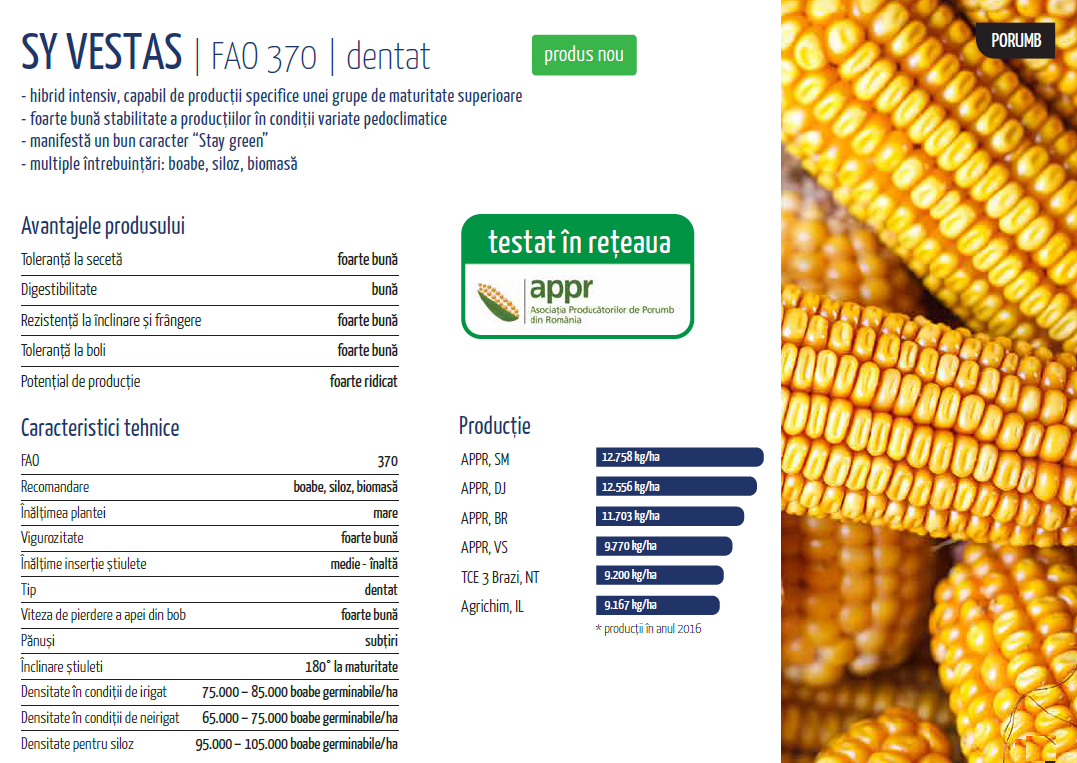 SY VESTAS | FAO 370 | dentat
produs nou
PORUMB
- hibrid intensiv, capabil de producții specifice unei grupe de maturitate superioare
- foarte bună stabilitate a producțiilor în condiții variate pedoclimatice
- manifestă un bun caracter “Stay green”
- multiple întrebuințări: boabe, siloz, biomasă
Avantajele produsului
Toleranță la secetă foarte bună
Digestibilitate bună
Rezistență la înclinare și frângere foarte bună
Toleranță la boli foarte bună
Potențial de producție foarte ridicat
testat în rețeaua
appr
Asociația Producătorilor de Porumb
din România
Caracteristici tehnice
FAO 370
Recomandare boabe, siloz, biomasă
Înălțimea plantei mare
Vigurozitate foarte bună
Înălțime inserție știulete medie - înaltă
Tip dentat
Viteza de pierdere a apei din bob foarte bună
Pănuși subțiri
Înclinare știuleti 180° la maturitate
Densitate în condiții de irigat 75.000 – 85.000 boabe germinabile/ha
Densitate în condiții de neirigat 65.000 – 75.000 boabe germinabile/ha
Densitate pentru siloz 95.000 – 105.000 boabe germinabile/ha
Producție
APPR, SM 12.758 kg/ha
APPR, DJ 12.556 kg/ha
APPR, BR 11.703 kg/ha
APPR, VS 9.770 kg/ha
TCE 3 Brazi, NT 9.200 kg/ha
Agrichim, IL 9.167 kg/ha
* producții în anul 2016